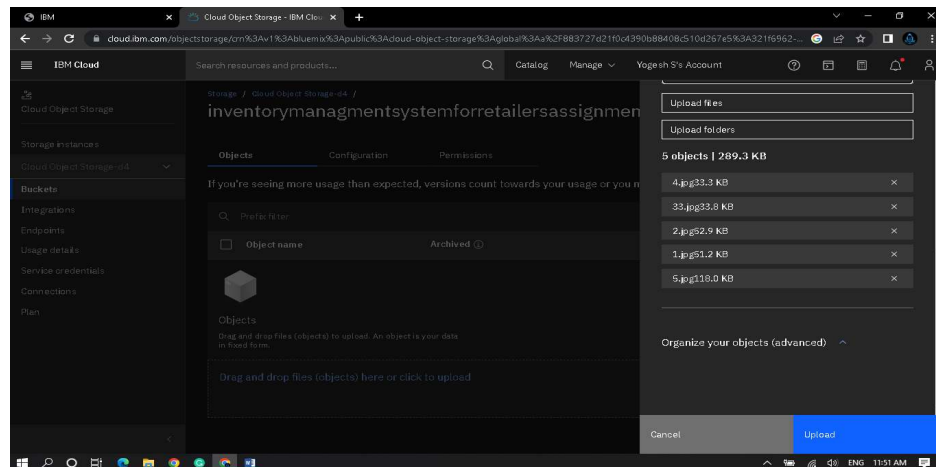 IBM
Cloud Object Storage - IBM Clou
cloud.ibm.com/objectstorage/crn%3Av1%3Abluemix%3Apublic%3Acloud-object-storage%3Aglobal%3Aa%2F883727d21f0c4390b88408c510d267e5%3A321f6962-...
IBM Cloud
Search resources and products...
Catalog
Manage
Yogesh S's Account
Cloud Object Storage
Storage instances
Cloud Object Storage-d4
Buckets
Integrations
Endpoints
Usage details
Service credentials
Connections
Plan
Storage / Cloud Object Storage-d4 /
inventorymanagmentsystemforretailersassignmen
Objects
Configuration
Permissions
If you're seeing more usage than expected, versions count towards your usage or you m
Prefix filter
Object name
Archived
Objects
Drag and drop files (objects) to upload. An object is your data
in fixed form.
Drag and drop files (objects) here or click to upload
Upload files
Upload folders
5 objects | 289.3 KB
4.jpg33.3 KB
33.jpg33.8 KB
2.jpg52.9 KB
1.jpg51.2 KB
5.jpg118.0 KB
Organize your objects (advanced)
Cancel
Upload
ENG 11:51 AM